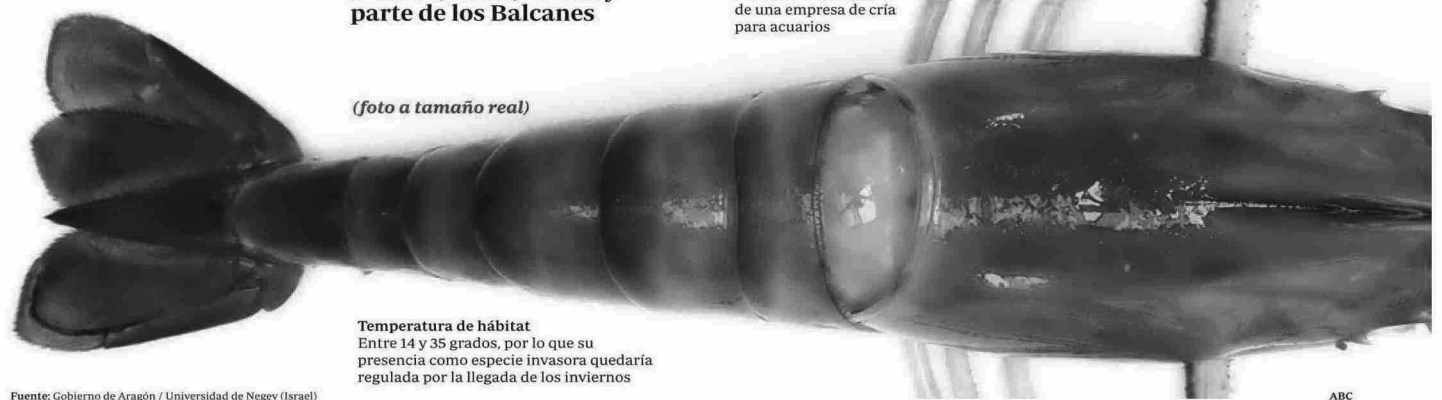 parte de los Balcanes
de una empresa de cría
para acuarios
(foto a tamaño real)
Temperatura de hábitat
Entre 14 y 35 grados, por lo que su
presencia como especie invasora quedaría
regulada por la llegada de los inviernos
Fuente: Gobierno de Aragón / Universidad de Negev (Israel)
ABC